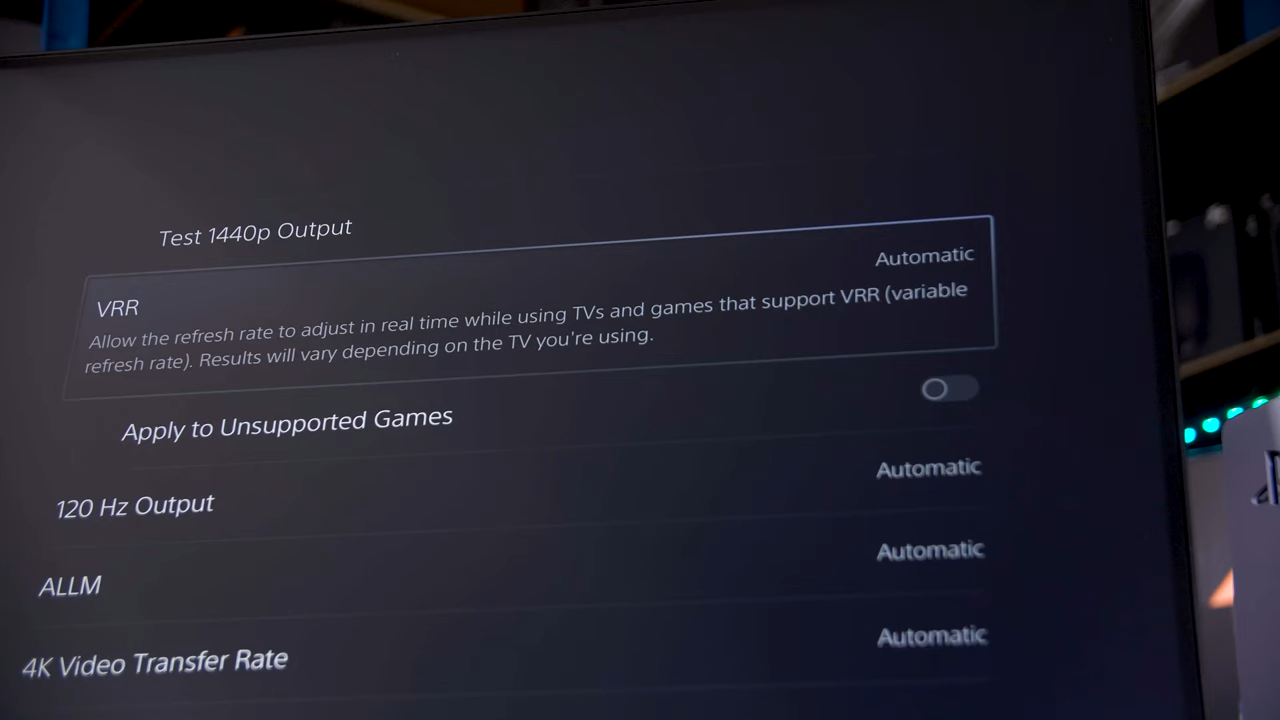 Test 1440p Output
VRR
Automatic
Allow the refresh rate to adjust in real time while using TVs and games that support VRR (variable
refresh rate). Results will vary depending on the TV you're using.
Apply to Unsupported Games
120 Hz Output
Automatic
ALLM
Automatic
4K Video Transfer Rate
Automatic